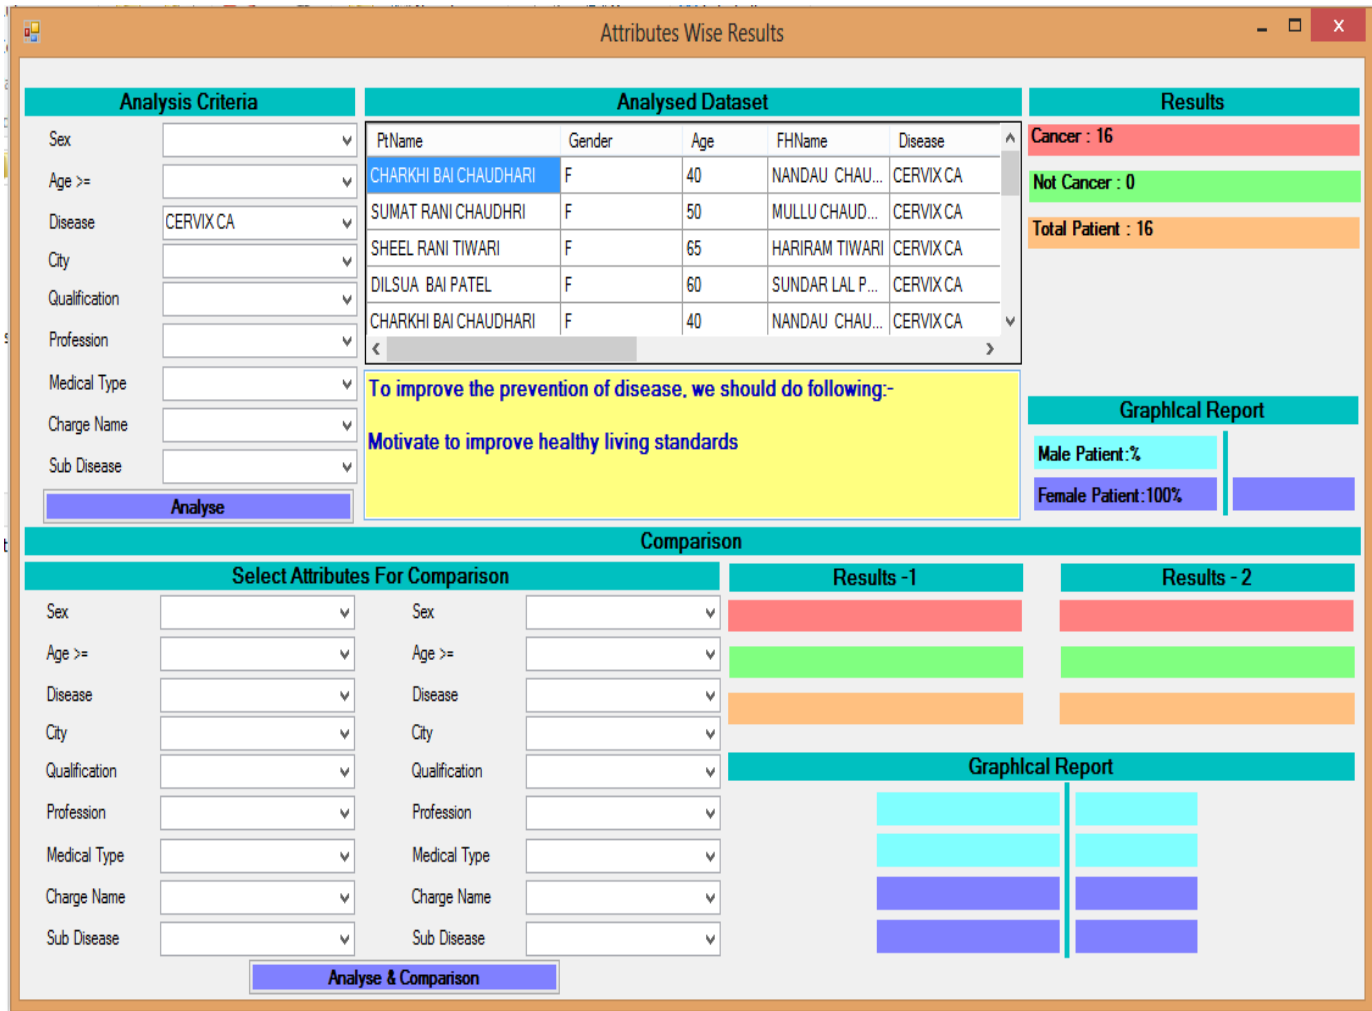 Attributes Wise Results
X
Analysis Criteria
Sex
Age >=
Disease CERVIX CA
City
Qualification
Profession
Medical Type
Charge Name
Sub Disease
Analyse
Analysed Dataset
PtName Gender Age FHName Disease
CHARKHI BAI CHAUDHARI F 40 NANDAU CHAU... CERVIX CA
SUMAT RANI CHAUDHRI F 50 MULLU CHAUD... CERVIX CA
SHEEL RANI TIWARI F 65 HARIRAM TIWARI CERVIX CA
DILSUA BAI PATEL F 60 SUNDAR LAL P... CERVIX CA
CHARKHI BAI CHAUDHARI F 40 NANDAU CHAU... CERVIX CA
To improve the prevention of disease, we should do following:-
Motivate to improve healthy living standards
Results
Cancer : 16
Not Cancer : 0
Total Patient : 16
GraphIcal Report
Male Patient:%
Female Patient:100%
Comparison
Select Attributes For Comparison
Sex Sex
Age >= Age >=
Disease Disease
City City
Qualification Qualification
Profession Profession
Medical Type Medical Type
Charge Name Charge Name
Sub Disease Sub Disease
Analyse & Comparison
Results -1 Results - 2
GraphIcal Report